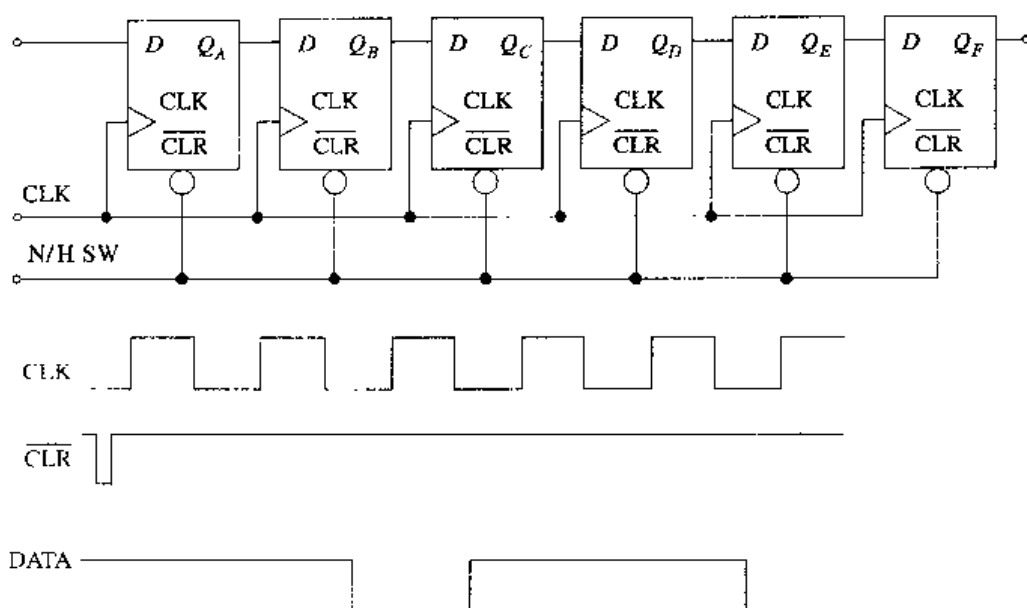 D Q_A D Q_B D Q_C D Q_D D Q_E D Q_F
CLK CLK CLK CLK CLK CLK
CLR CLR CLR CLR CLR CLR
CLK
N/H SW
CLK
CLR
DATA